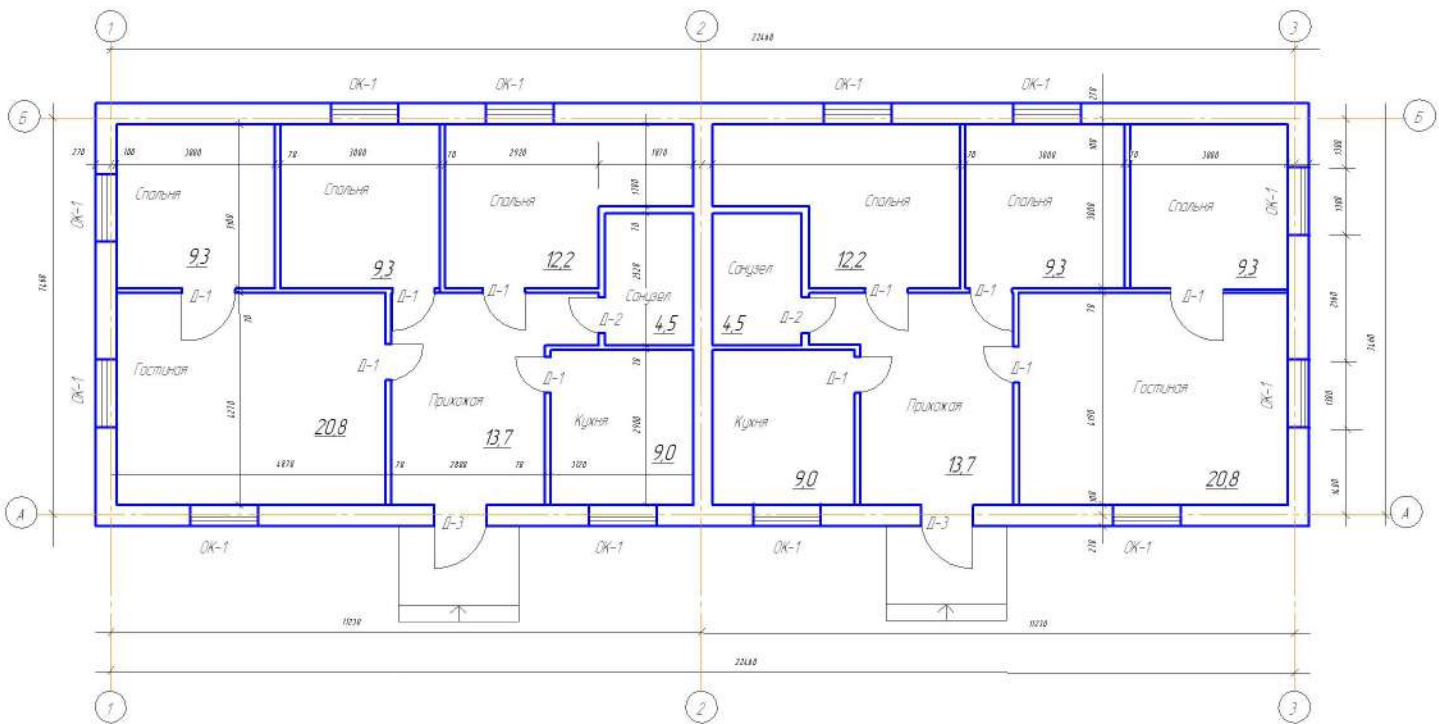 1
2
3
22460
ОК-1
ОК-1
ОК-1
ОК-1
Б
Б
270
100
3000
70
3000
70
2920
1870
70
3000
70
3000
Спальня
Спальня
Спальня
Спальня
Спальня
Спальня
ОК-1
ОК-1
9,3
9,3
12,2
12,2
9,3
9,3
Санузел
Санузел
4,5
4,5
Д-1
Д-1
Д-1
Д-2
Д-2
Д-1
Д-1
Д-1
Гостиная
Гостиная
ОК-1
ОК-1
Д-1
Д-1
Д-1
Д-1
Прихожая
Прихожая
Кухня
Кухня
20,8
13,7
9,0
9,0
13,7
20,8
4870
70
70
А
А
Д-3
Д-3
ОК-1
ОК-1
ОК-1
ОК-1
11230
11230
22460
1
2
3